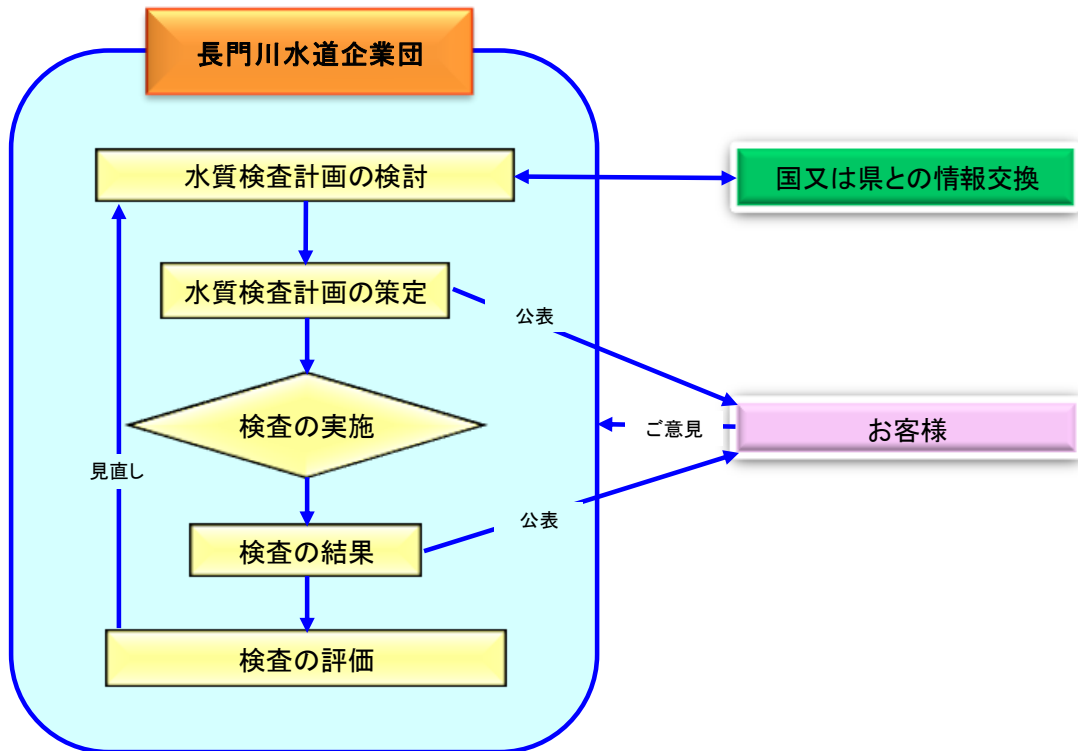 長門川水道企業団
水質検査計画の検討
国又は県との情報交換
水質検査計画の策定
公表
検査の実施
ご意見
お客様
見直し
公表
検査の結果
検査の評価